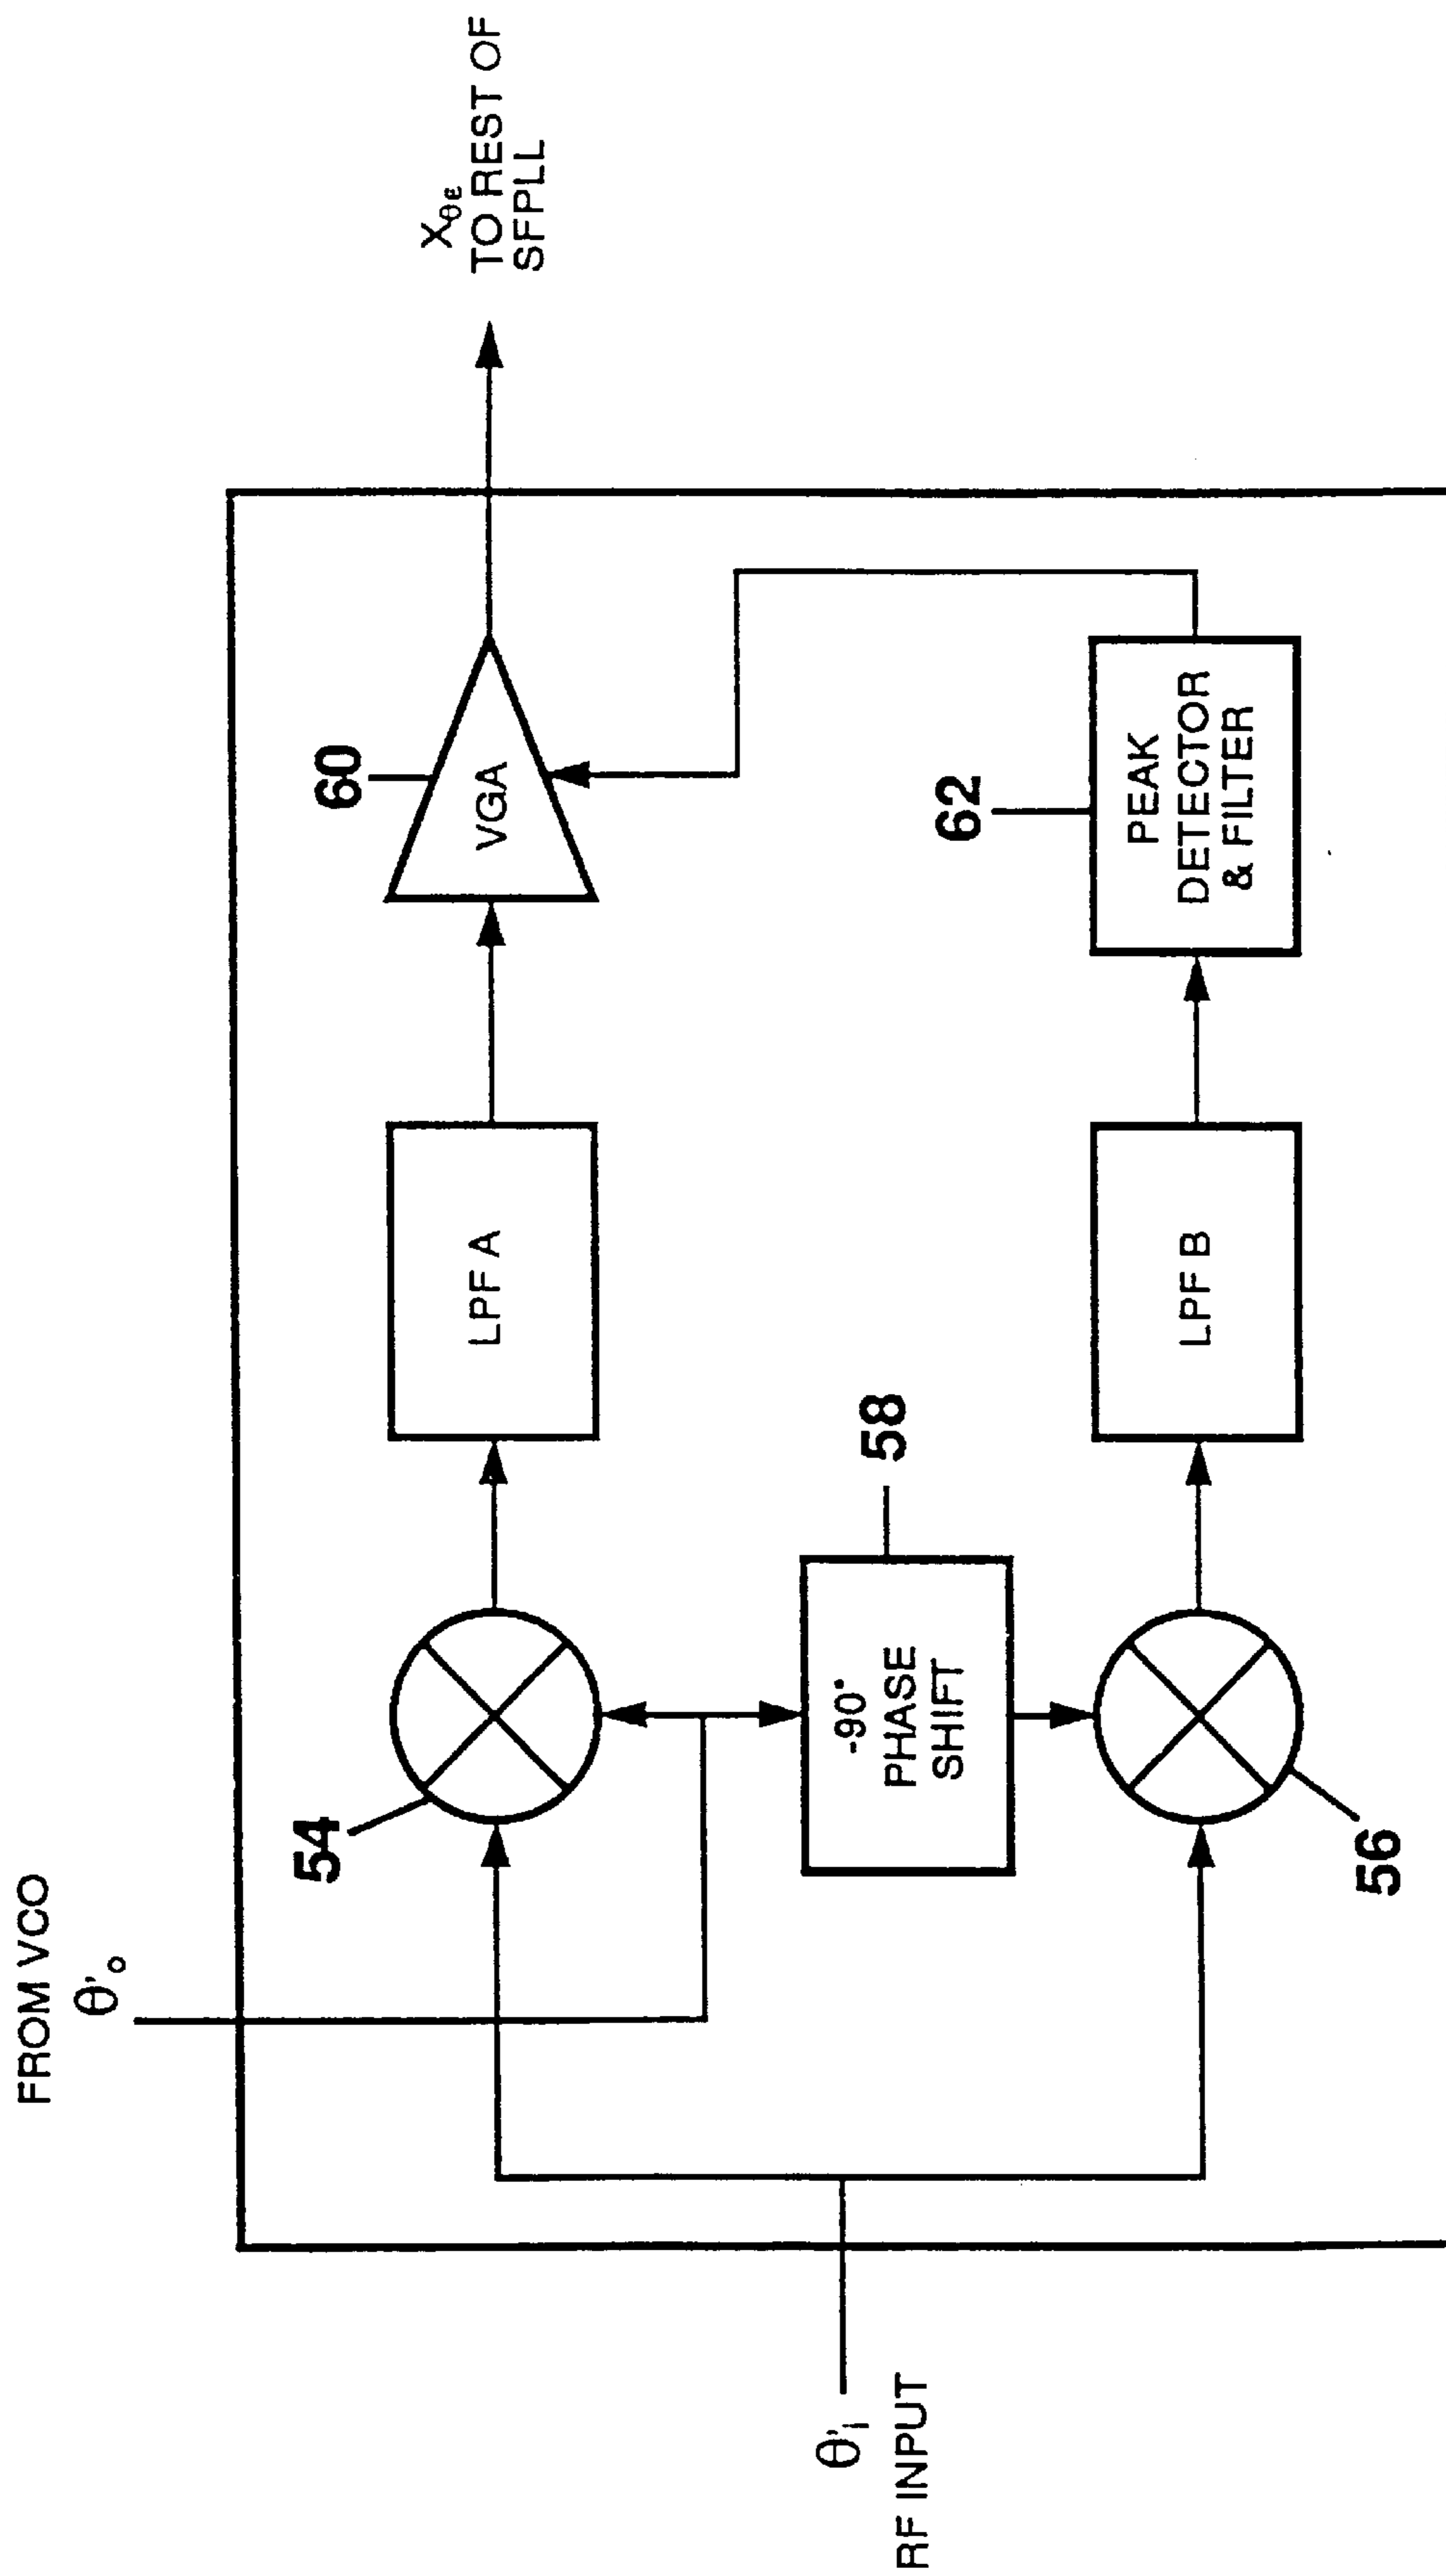 FROM VCO
θ'o
54
LPF A
60
VGA
Xθe
TO REST OF
SFPLL
-90°
PHASE
SHIFT
58
θ'i
RF INPUT
56
LPF B
62
PEAK
DETECTOR
& FILTER